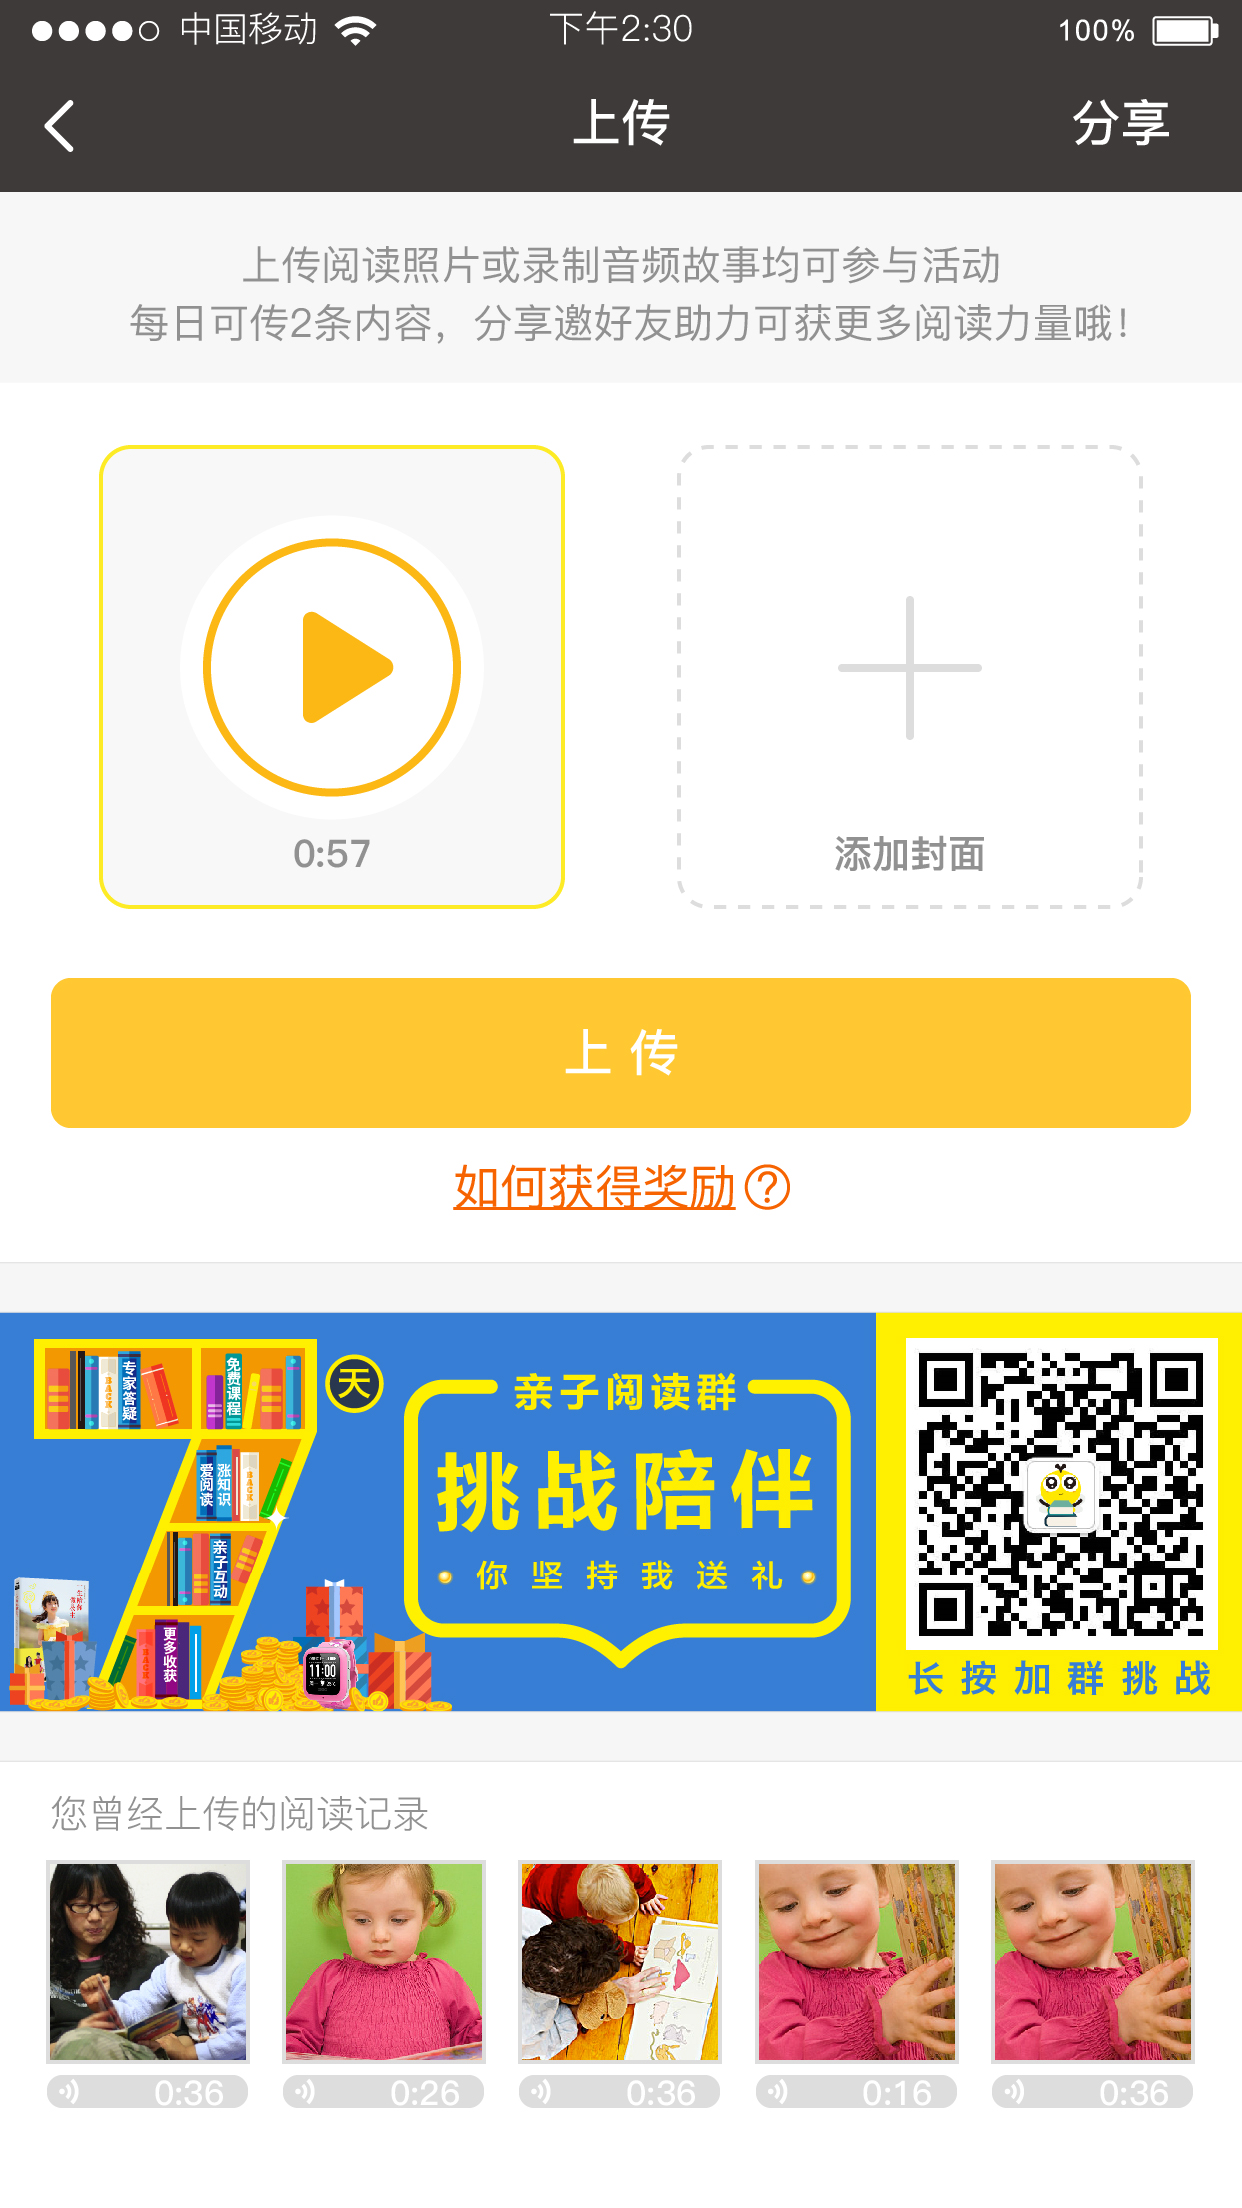 中国移动
下午2:30
100%
上传
分享
上传阅读照片或录制音频故事均可参与活动
每日可传2条内容，分享邀好友助力可获更多阅读力量哦！
0:57
添加封面
上 传
如何获得奖励?
天
专家答疑
BACK
免费课程
爱阅读
涨知识
BACK
亲子互动
更多收获
BACK
11:00
亲子阅读群
挑战陪伴
你坚持我送礼
长按加群挑战
您曾经上传的阅读记录
0:36
0:26
0:36
0:16
0:36